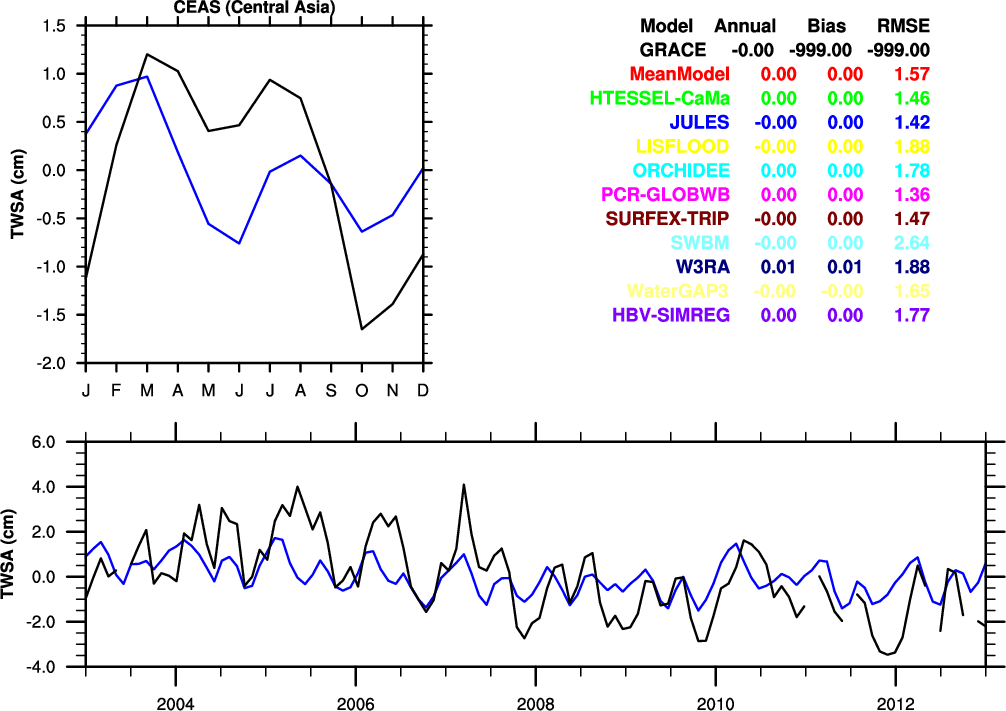 CEAS (Central Asia)
1.5
1.0
0.5
0.0
-0.5
-1.0
-1.5
-2.0
TWSA (cm)
J F M A M J J A S O N D
Model Annual Bias RMSE
GRACE -0.00 -999.00 -999.00
MeanModel 0.00 0.00 1.57
HTESSEL-CaMa 0.00 0.00 1.46
JULES -0.00 0.00 1.42
LISFLOOD -0.00 0.00 1.88
ORCHIDEE 0.00 0.00 1.78
PCR-GLOBWB 0.00 0.00 1.36
SURFEX-TRIP -0.00 0.00 1.47
SWBM -0.00 0.00 2.64
W3RA 0.01 0.01 1.88
WaterGAP3 -0.00 -0.00 1.65
HBV-SIMREG 0.00 0.00 1.77
6.0
4.0
2.0
0.0
-2.0
-4.0
TWSA (cm)
2004 2006 2008 2010 2012